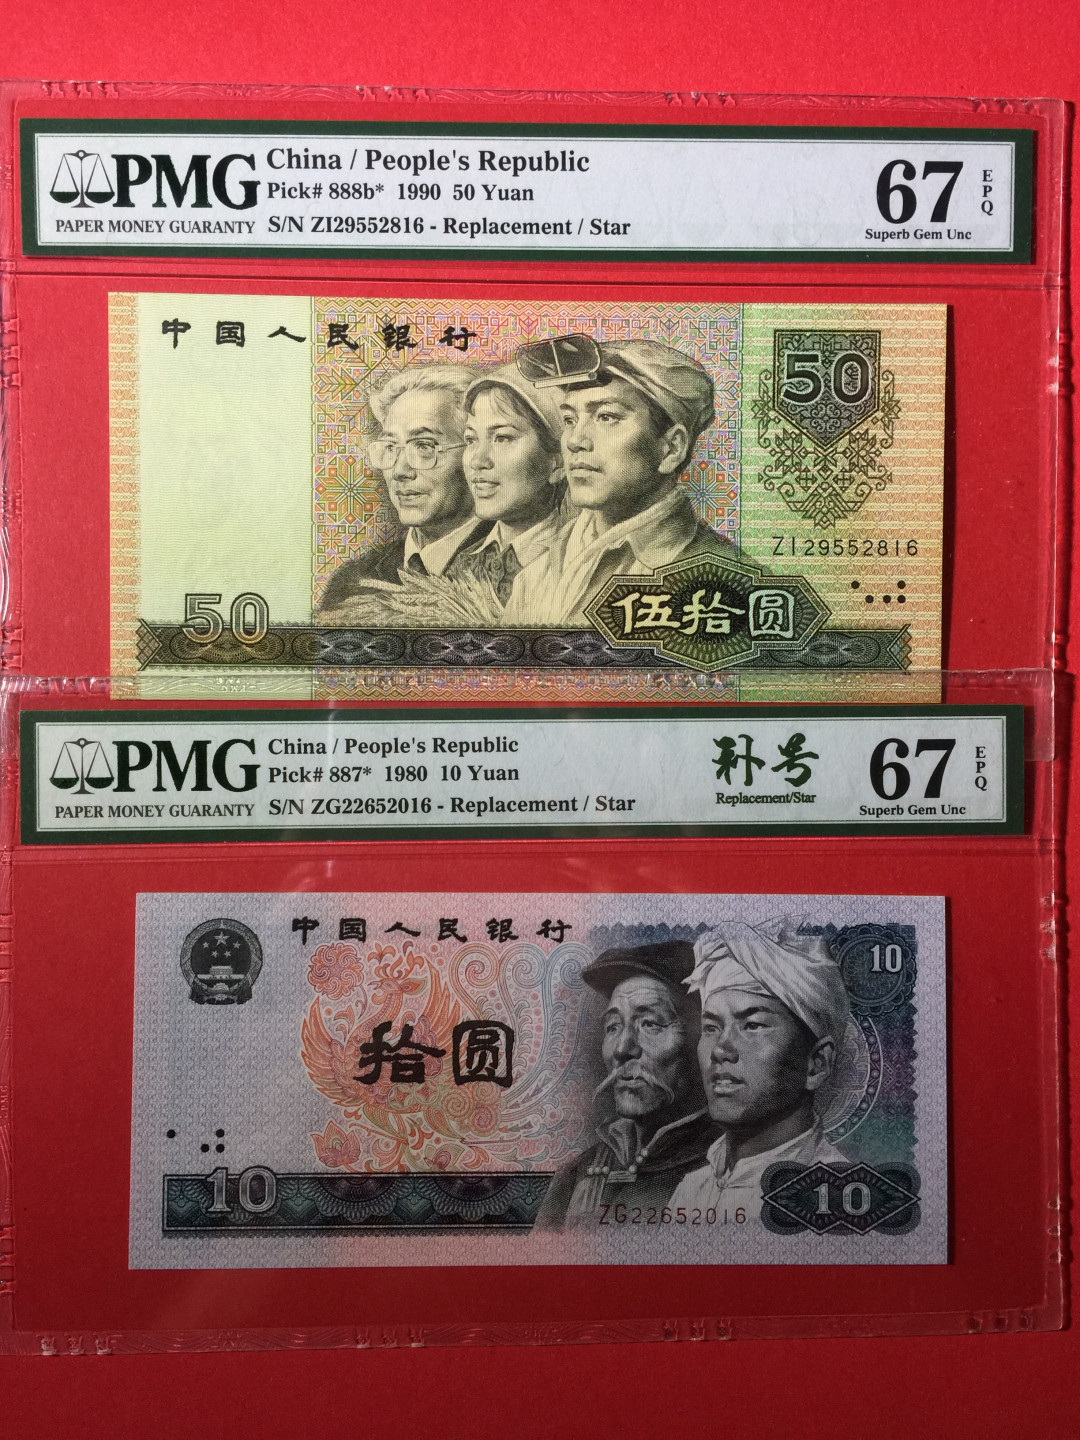 PMG
PAPER MONEY GUARANTY
China / People's Republic
Pick# 888b* 1990 50 Yuan
S/N ZI29552816 - Replacement / Star
67
EPQ
Superb Gem Unc
中国人民银行
50
ZI29552816
50
伍拾圆
PMG
PAPER MONEY GUARANTY
China / People's Republic
Pick# 887* 1980 10 Yuan
S/N ZG22652016 - Replacement / Star
补号
Replacement/Star
67
EPQ
Superb Gem Unc
中国人民银行
10
拾圆
10
ZG22652016
10